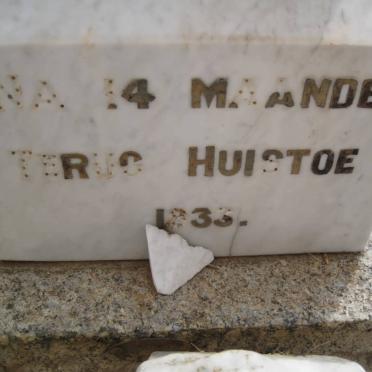 NA 14 MAANDE
TERUG HUISTOE
1933.